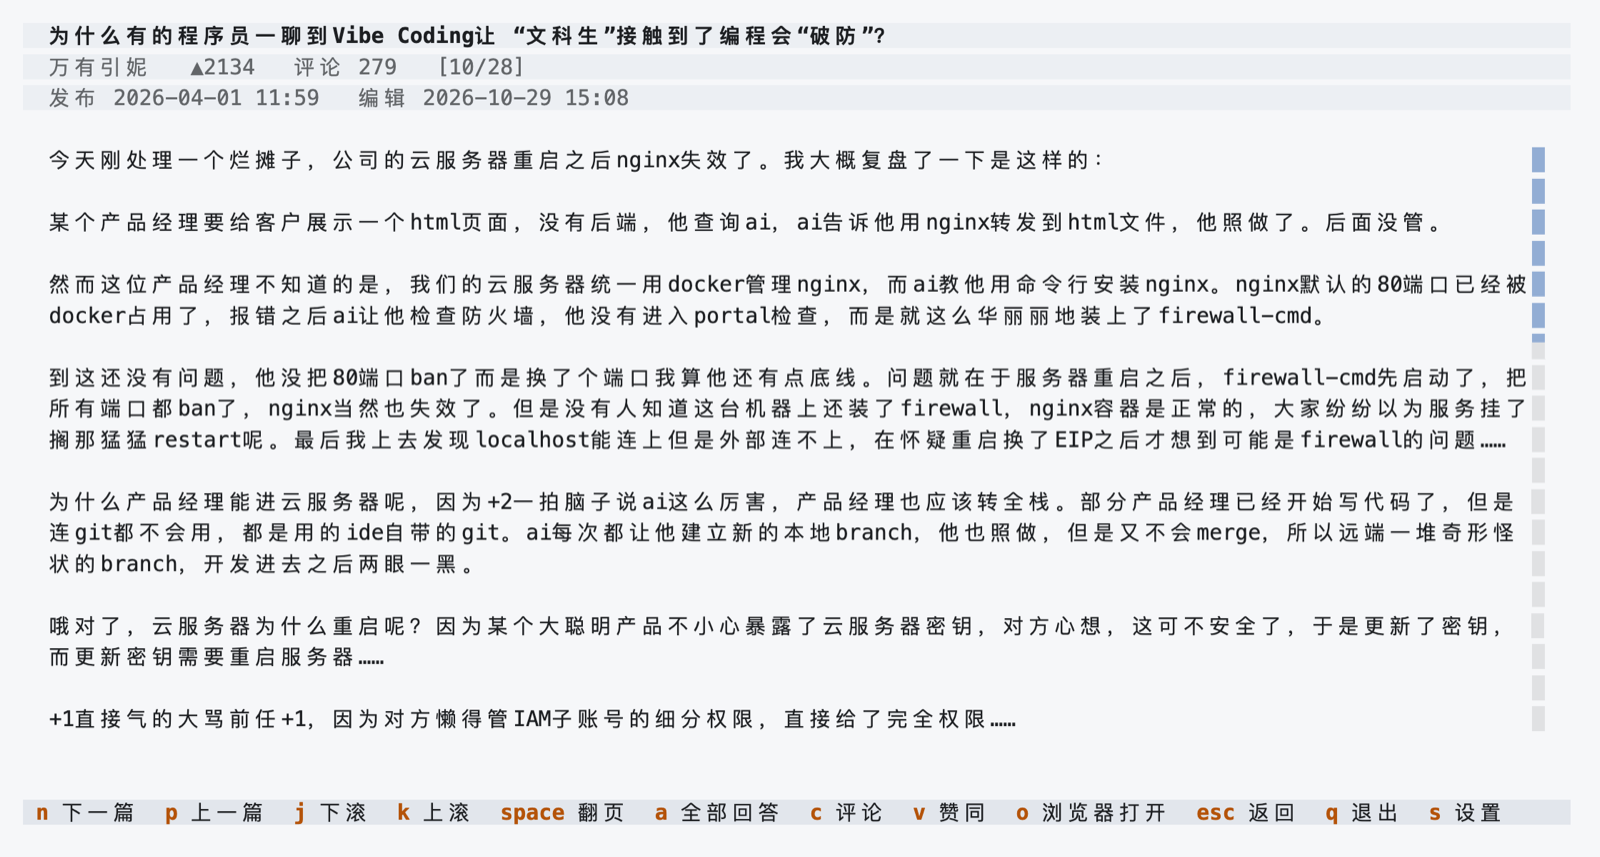 为什么有的程序员一聊到Vibe Coding让 “文科生”接触到了编程会“破防”？
万有引妮 ▲2134 评论 279 [10/28]
发布 2026-04-01 11:59 编辑 2026-10-29 15:08
今天刚处理一个烂摊子，公司的云服务器重启之后nginx失效了。我大概复盘了一下是这样的：
某个产品经理要给客户展示一个html页面，没有后端，他查询ai，ai告诉他用nginx转发到html文件，他照做了。后面没管。
然而这位产品经理不知道的是，我们的云服务器统一用docker管理nginx，而ai教他用命令行安装nginx。nginx默认的80端口已经被
docker占用了，报错之后ai让他检查防火墙，他没有进入portal检查，而是就这么华丽丽地装上了firewall-cmd。
到这还没有问题，他没把80端口ban了而是换了个端口我算他还有点底线。问题就在于服务器重启之后，firewall-cmd先启动了，把
所有端口都ban了，nginx当然也失效了。但是没有人知道这台机器上还装了firewall，nginx容器是正常的，大家纷纷以为服务挂了
搁那猛猛restart呢。最后我上去发现localhost能连上但是外部连不上，在怀疑重启换了EIP之后才想到可能是firewall的问题……
为什么产品经理能进云服务器呢，因为+2一拍脑子说ai这么厉害，产品经理也应该转全栈。部分产品经理已经开始写代码了，但是
连git都不会用，都是用的ide自带的git。ai每次都让他建立新的本地branch，他也照做，但是又不会merge，所以远端一堆奇形怪
状的branch，开发进去之后两眼一黑。
哦对了，云服务器为什么重启呢？因为某个大聪明产品不小心暴露了云服务器密钥，对方心想，这可不安全了，于是更新了密钥，
而更新密钥需要重启服务器……
+1直接气的大骂前任+1，因为对方懒得管IAM子账号的细分权限，直接给了完全权限……
n 下一篇 p 上一篇 j 下滚 k 上滚 space 翻页 a 全部回答 c 评论 v 赞同 o 浏览器打开 esc 返回 q 退出 s 设置